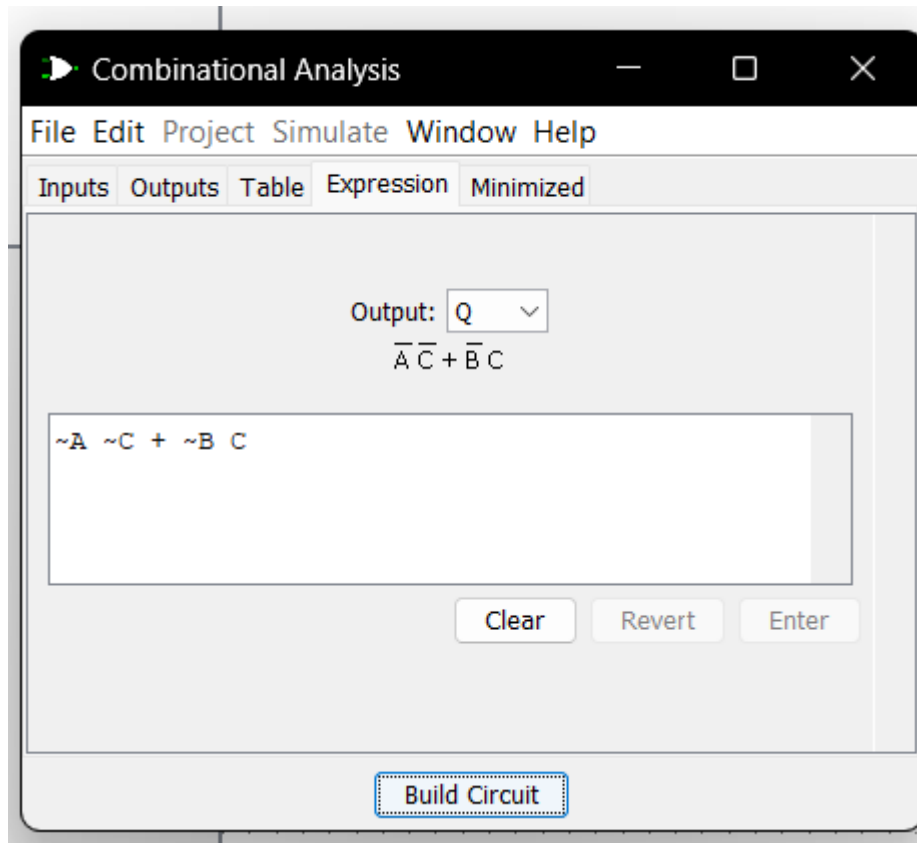 Combinational Analysis
File Edit Project Simulate Window Help
Inputs Outputs Table Expression Minimized
Output: Q
A̅ C̅ + B̅ C
~A ~C + ~B C
Clear Revert Enter
Build Circuit